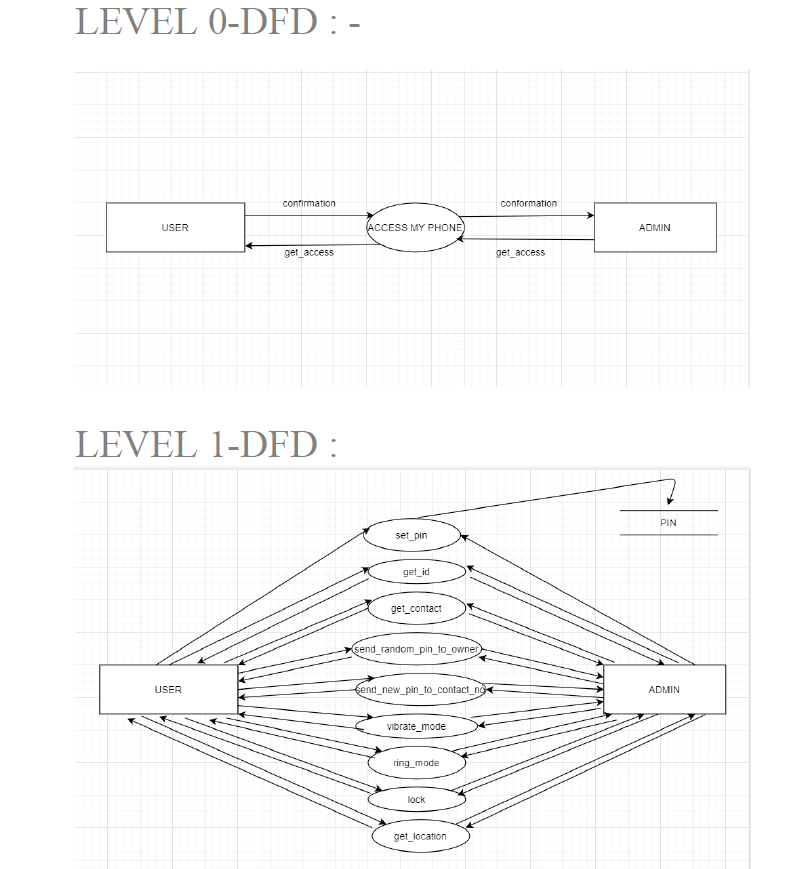 LEVEL 0-DFD : -
confirmation
conformation
USER
ACCESS MY PHONE
ADMIN
get_access
get_access
LEVEL 1-DFD :
PIN
set_pin
get_id
get_contact
send_random_pin_to_owner
send_new_pin_to_contact_no
USER
ADMIN
vibrate_mode
ring_mode
lock
get_location